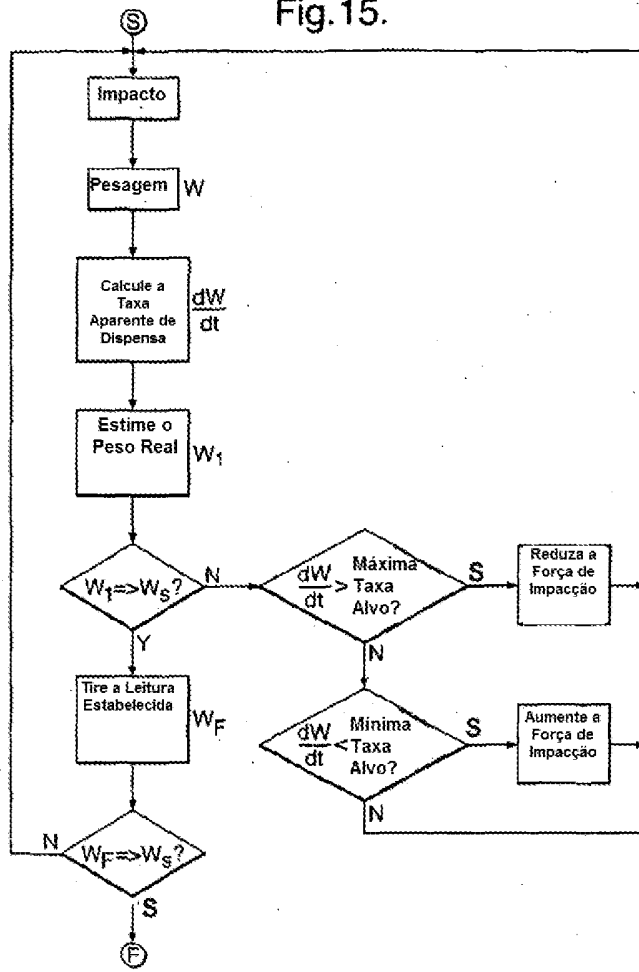 Fig.15.
S
Impacto
Pesagem W
Calcule a
Taxa
Aparente de
Dispensa
dW
dt
Estime o
Peso Real
W1
W1=>Ws?
N
Y
dW
dt
> Máxima
Taxa
Alvo?
S
N
Reduza a
Força de
Impacção
Tire a Leitura
Estabelecida
WF
dW
dt
< Mínima
Taxa
Alvo?
S
N
Aumente a
Força de
Impacção
N
WF=>Ws?
S
F